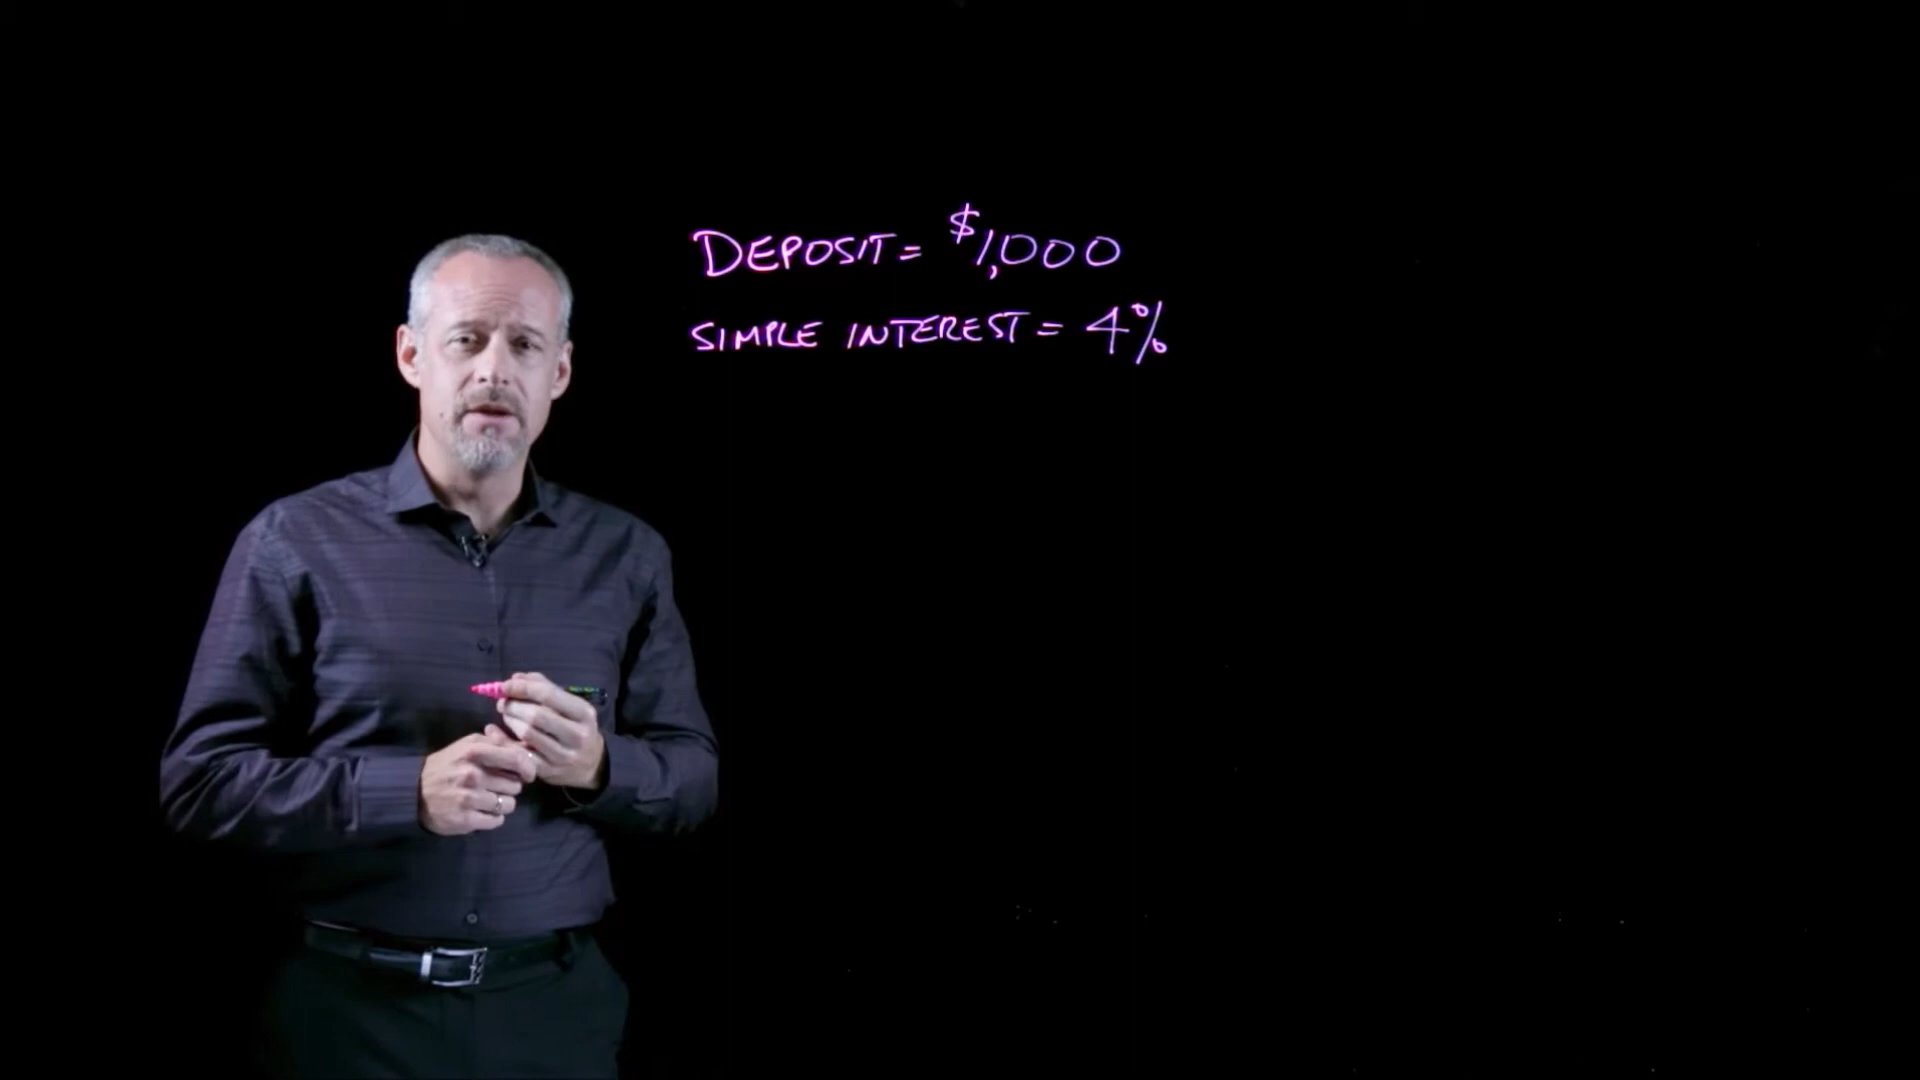 DEPOSIT = $1,000
SIMPLE INTEREST = 4%